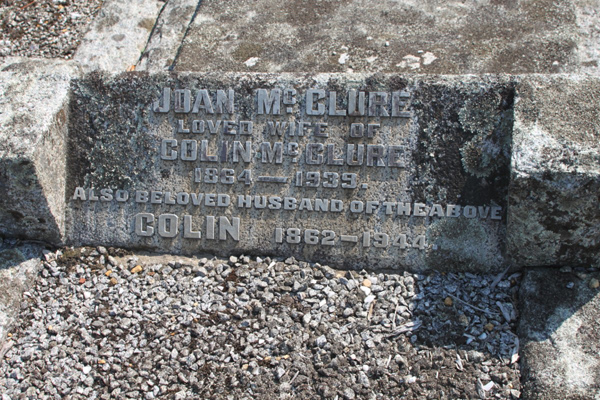 JOAN McCLURE
LOVED WIFE OF
COLIN McCLURE
1864 — 1939.
ALSO BELOVED HUSBAND OF THE ABOVE
COLIN 1862 — 1944.